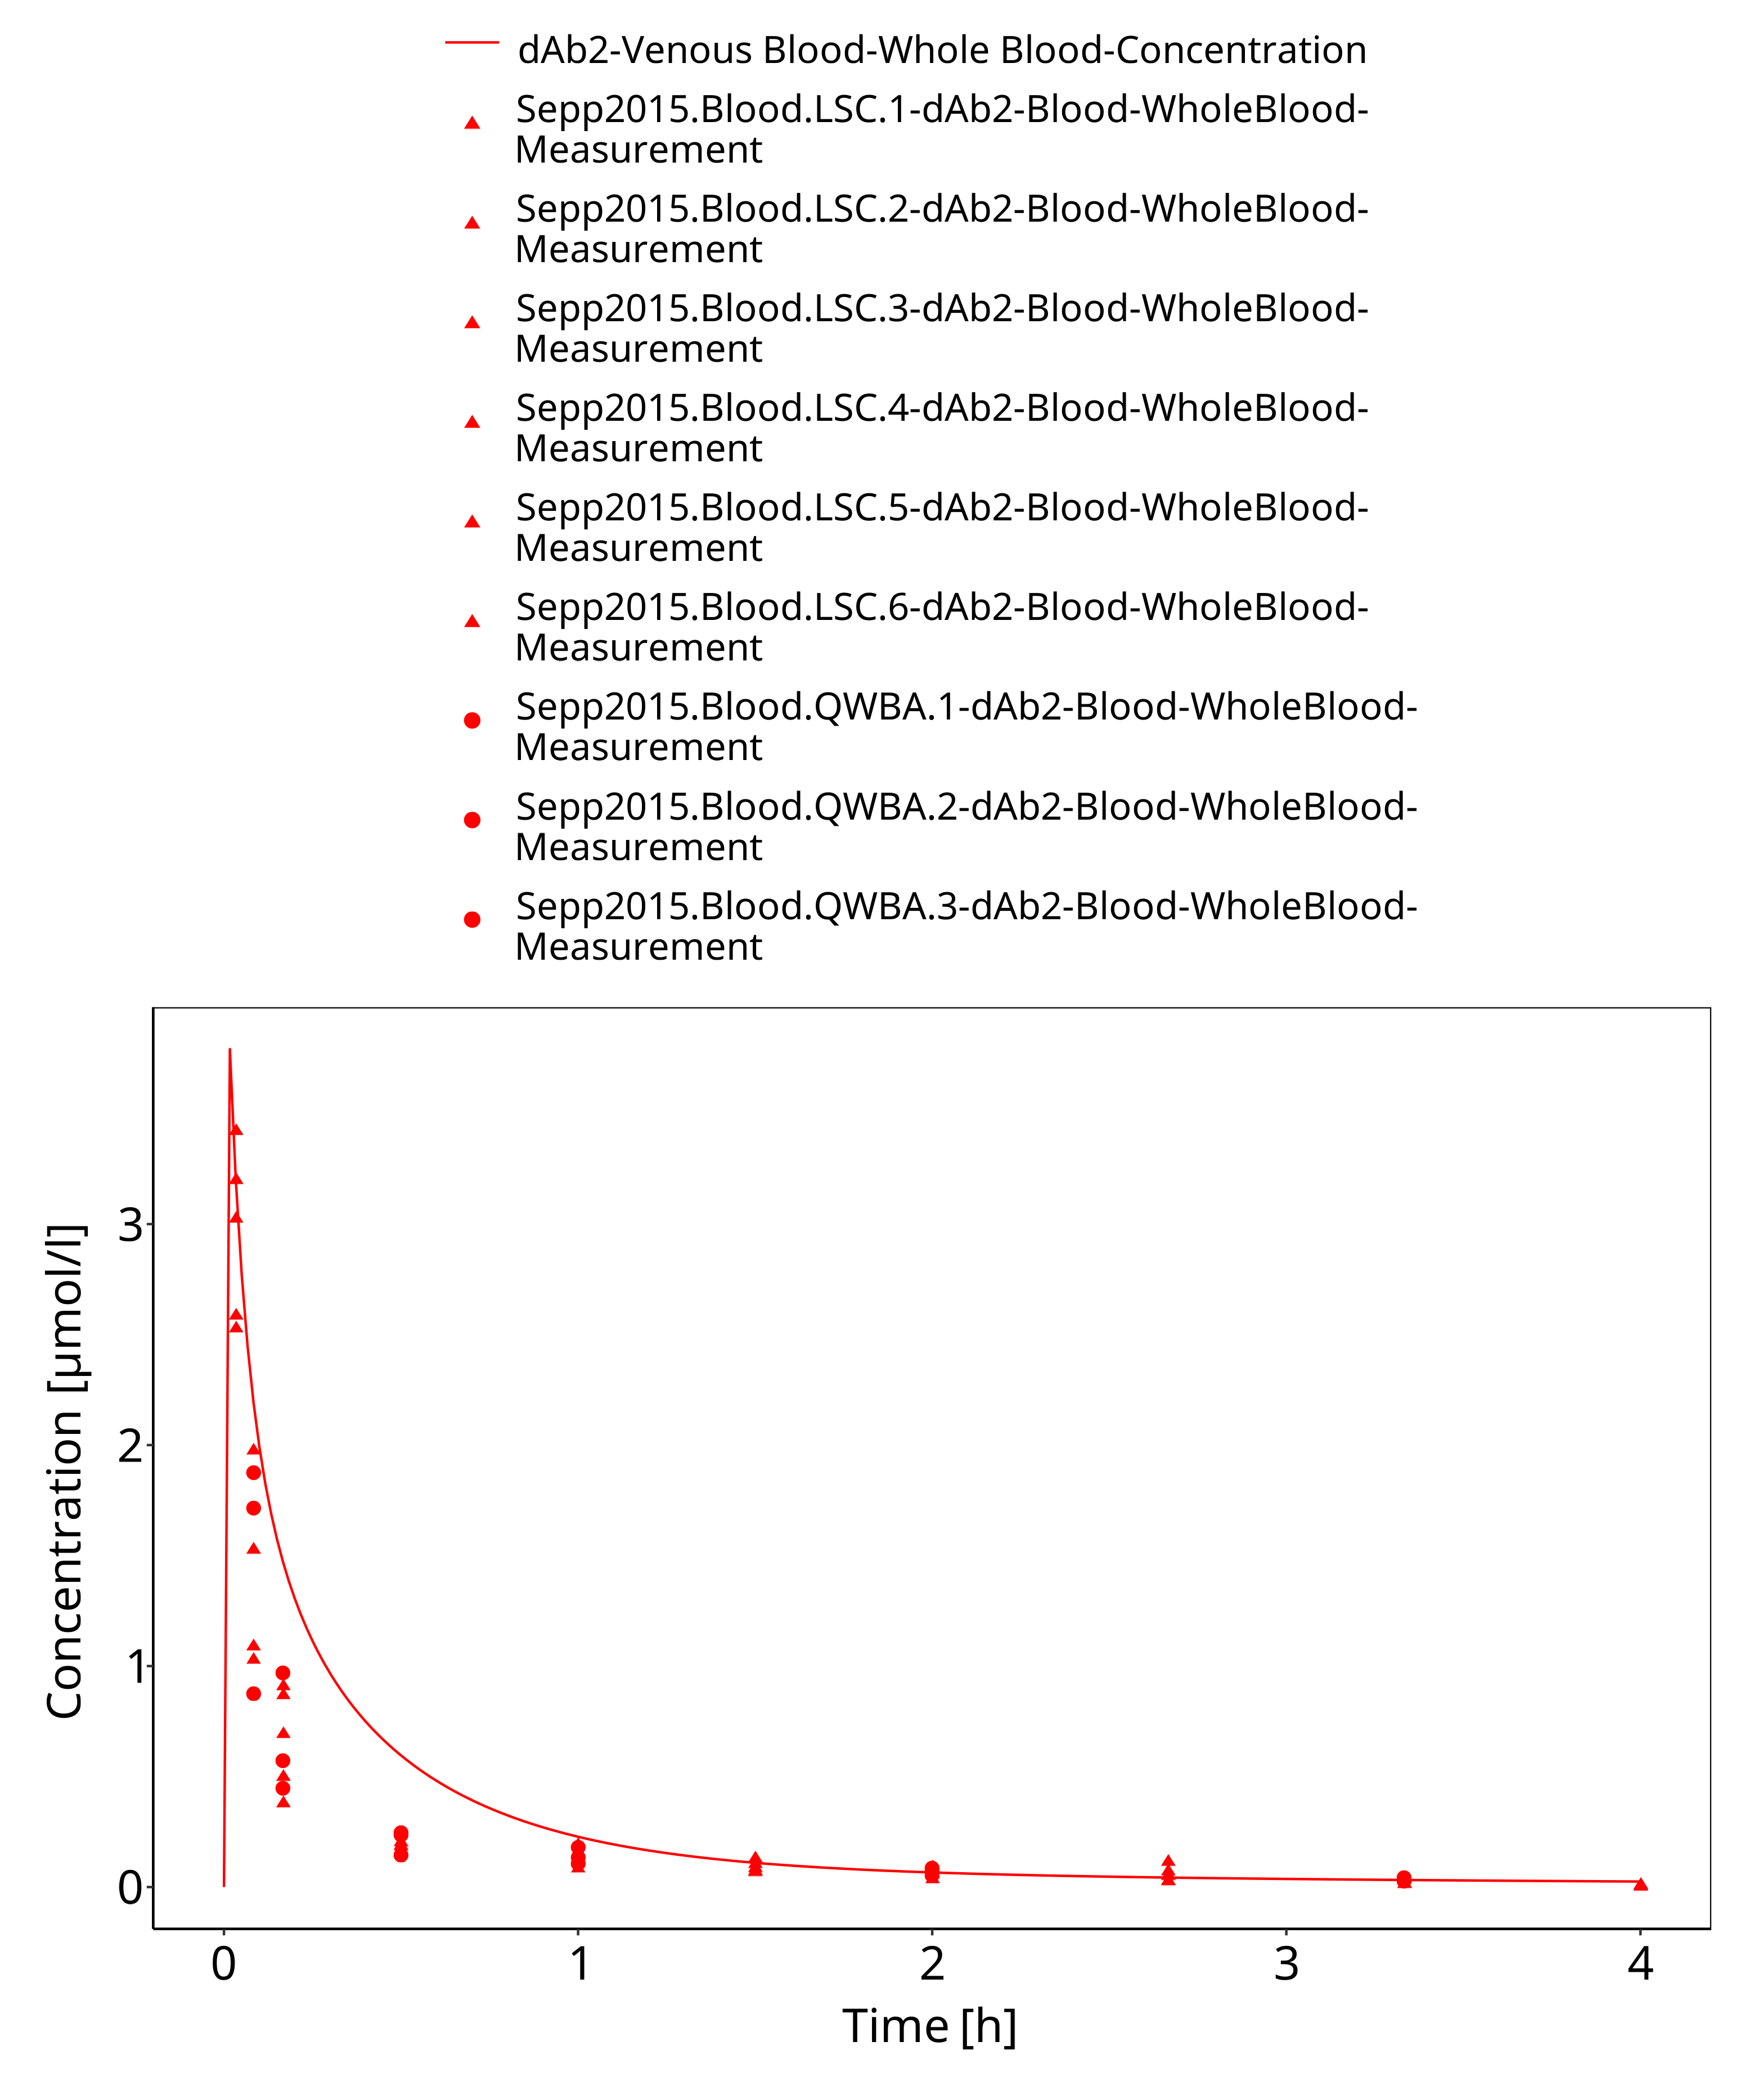 dAb2-Venous Blood-Whole Blood-Concentration
Sepp2015.Blood.LSC.1-dAb2-Blood-WholeBlood-
Measurement
Sepp2015.Blood.LSC.2-dAb2-Blood-WholeBlood-
Measurement
Sepp2015.Blood.LSC.3-dAb2-Blood-WholeBlood-
Measurement
Sepp2015.Blood.LSC.4-dAb2-Blood-WholeBlood-
Measurement
Sepp2015.Blood.LSC.5-dAb2-Blood-WholeBlood-
Measurement
Sepp2015.Blood.LSC.6-dAb2-Blood-WholeBlood-
Measurement
Sepp2015.Blood.QWBA.1-dAb2-Blood-WholeBlood-
Measurement
Sepp2015.Blood.QWBA.2-dAb2-Blood-WholeBlood-
Measurement
Sepp2015.Blood.QWBA.3-dAb2-Blood-WholeBlood-
Measurement
Concentration [µmol/l]
3
2
1
0
0 1 2 3 4
Time [h]